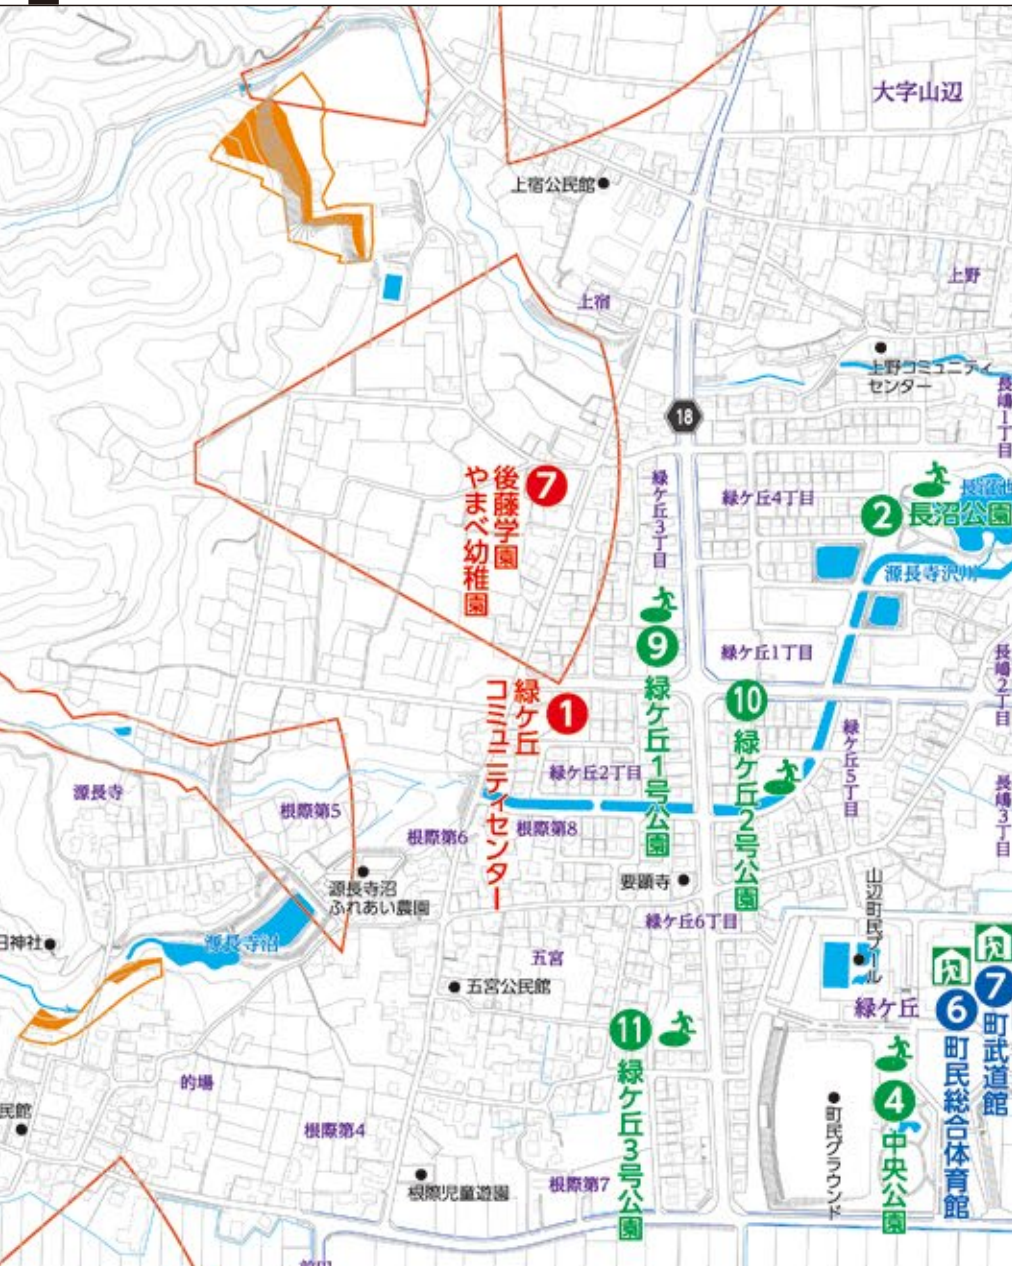 大字山辺
上宿公民館
上野
上宿
上野コミュニティ
センター
長嶋1丁目
18
緑ケ丘3丁目
緑ケ丘4丁目
長沼池
2 長沼公園
源長寺沢川
7 後藤学園
やまべ幼稚園
9 緑ケ丘1号公園
緑ケ丘1丁目
長嶋2丁目
1 緑ケ丘
コミュニティセンター
10 緑ケ丘2号公園
緑ケ丘5丁目
緑ケ丘2丁目
長嶋3丁目
源長寺
根際第5
根際第6
根際第8
源長寺沼
ふれあい農園
要顕寺
山辺町民プール
緑ケ丘6丁目
日神社
源長寺沼
五宮
五宮公民館
緑ケ丘
6 町民総合体育館
7 町武道館
11 緑ケ丘3号公園
4 中央公園
町民グラウンド
的場
民館
根際第4
根際児童遊園
根際第7